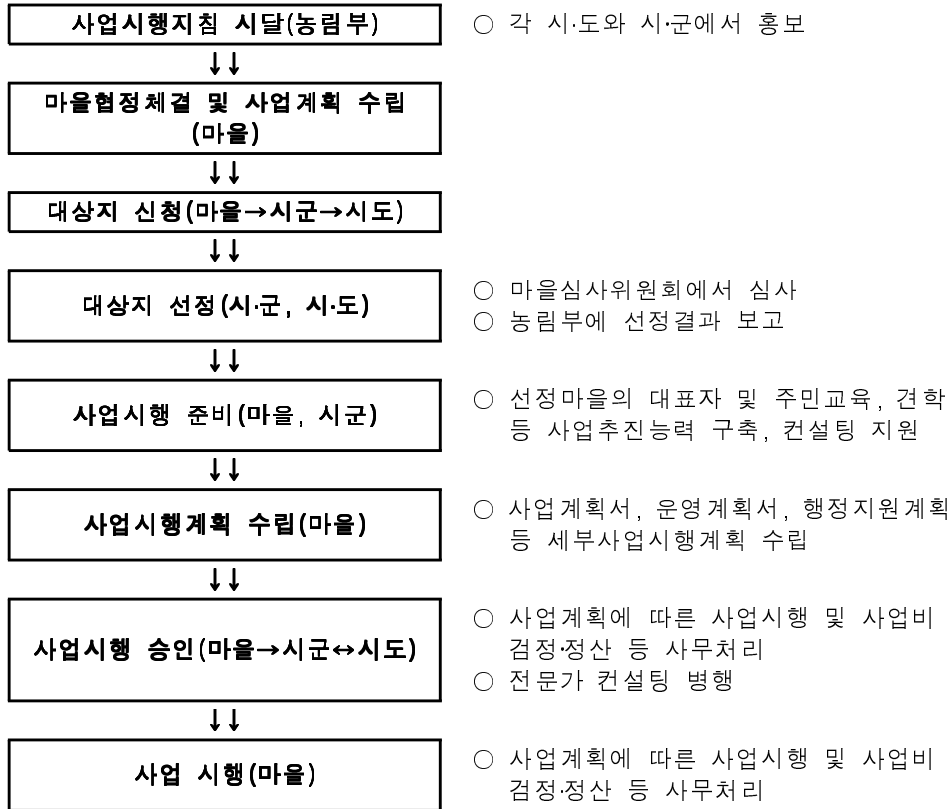 사업시행지침 시달(농림부)
○ 각 시·도와 시·군에서 홍보
↓↓
마을협정체결 및 사업계획 수립
(마을)
↓↓
대상지 신청(마을→시군→시도)
↓↓
대상지 선정(시·군, 시·도)
○ 마을심사위원회에서 심사
○ 농림부에 선정결과 보고
↓↓
사업시행 준비(마을, 시군)
○ 선정마을의 대표자 및 주민교육, 견학
등 사업추진능력 구축, 컨설팅 지원
↓↓
사업시행계획 수립(마을)
○ 사업계획서, 운영계획서, 행정지원계획
등 세부사업시행계획 수립
↓↓
사업시행 승인(마을→시군↔시도)
○ 사업계획에 따른 사업시행 및 사업비
검정·정산 등 사무처리
○ 전문가 컨설팅 병행
↓↓
사업 시행(마을)
○ 사업계획에 따른 사업시행 및 사업비
검정·정산 등 사무처리